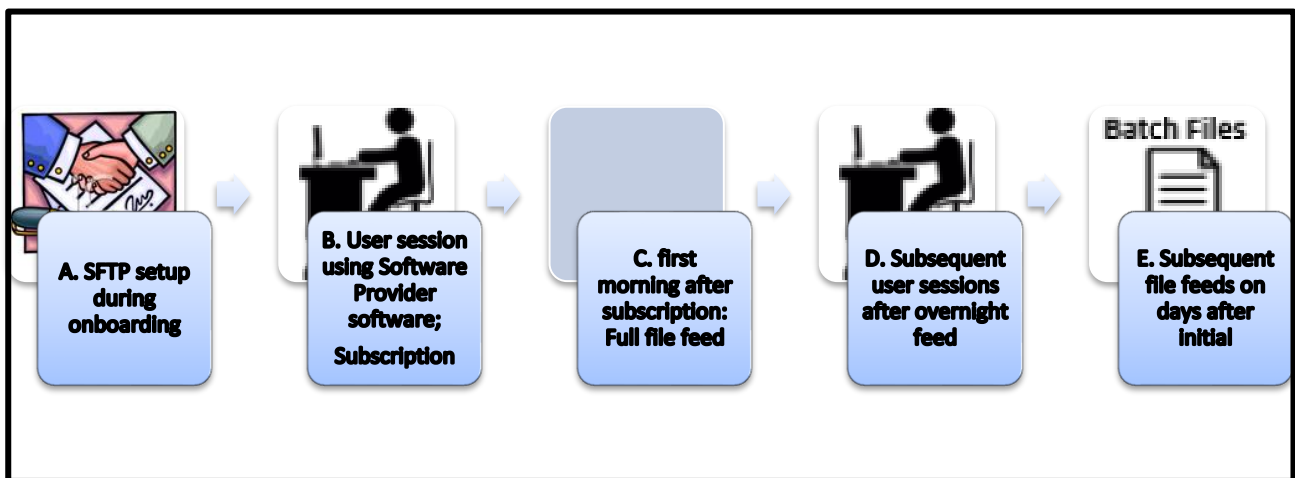 Batch Files
A. SFTP setup
during
onboarding
B. User session
using Software
Provider
software;
Subscription
C. first
morning after
subscription:
Full file feed
D. Subsequent
user sessions
after overnight
feed
E. Subsequent
file feeds on
days after
initial